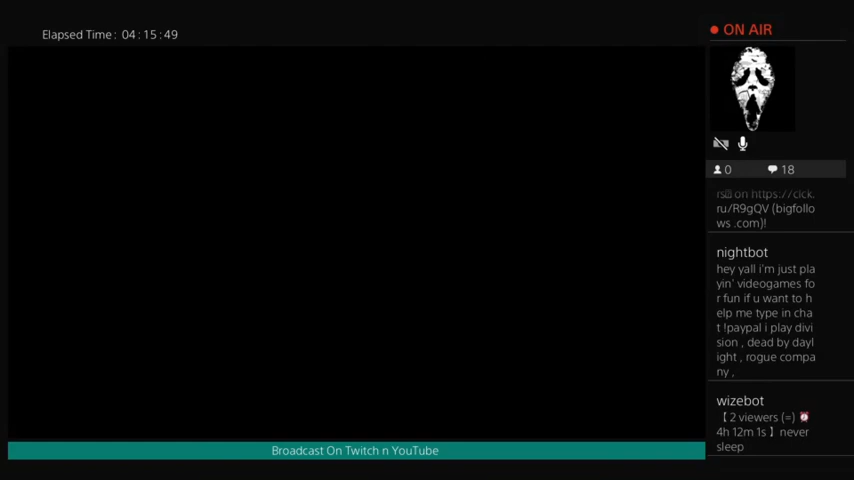 Elapsed Time: 04:15:49
ON AIR
0
18
on https://clck.
ru/R9gQV (bigfollo
ws .com)!
nightbot
hey yall i'm just pla
yin' videogames fo
r fun if u want to h
elp me type in cha
t !paypal i play divi
sion , dead by dayl
ight , rogue compa
ny ,
wizebot
【 2 viewers (=) ⏰
4h 12m 1s 】never
sleep
Broadcast On Twitch n YouTube